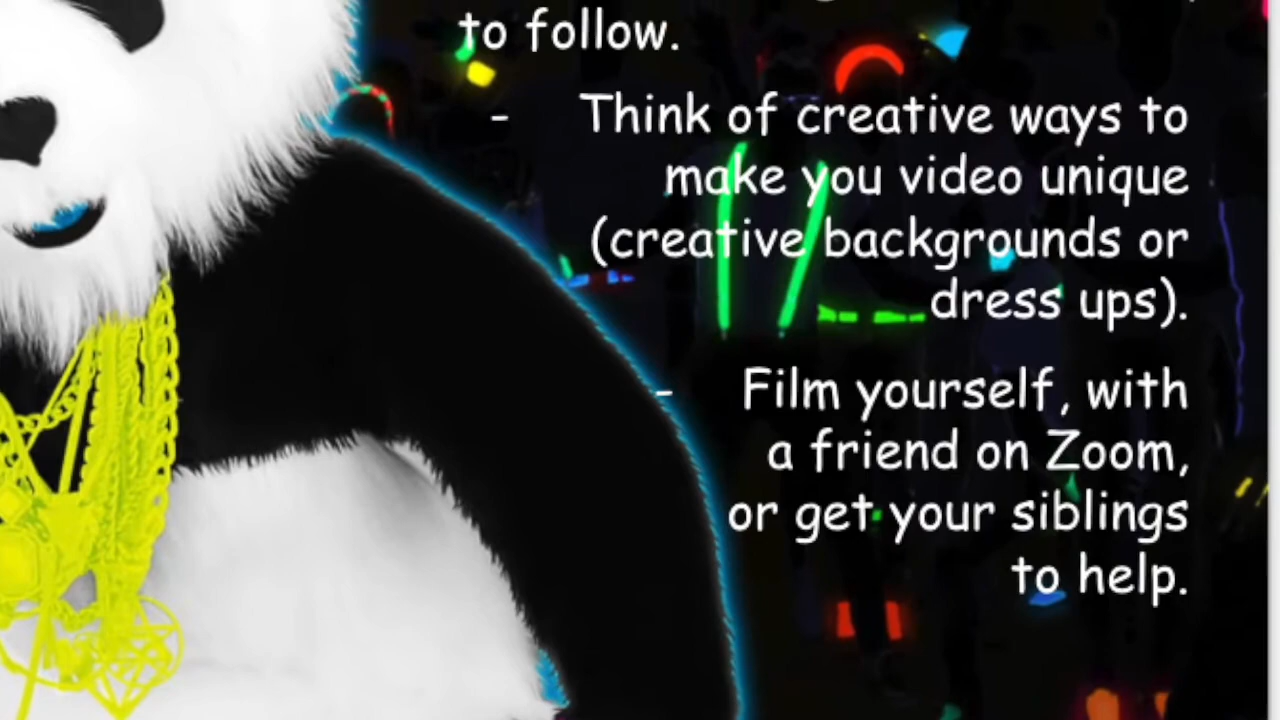 to follow.
- Think of creative ways to
make you video unique
(creative backgrounds or
dress ups).
- Film yourself, with
a friend on Zoom,
or get your siblings
to help.